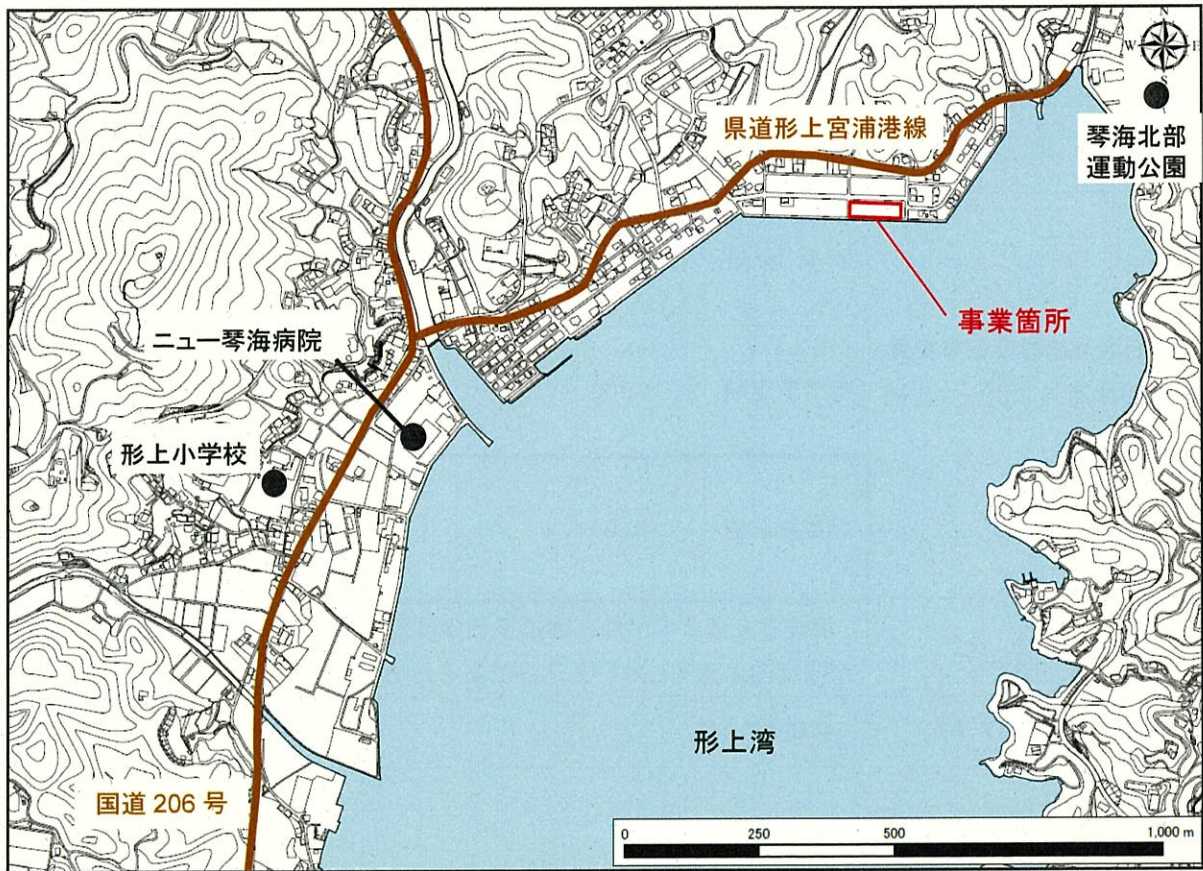 N
W
E
S
県道形上宮浦港線
琴海北部
運動公園
事業箇所
ニュー琴海病院
形上小学校
形上湾
国道 206 号
0 250 500 1,000 m